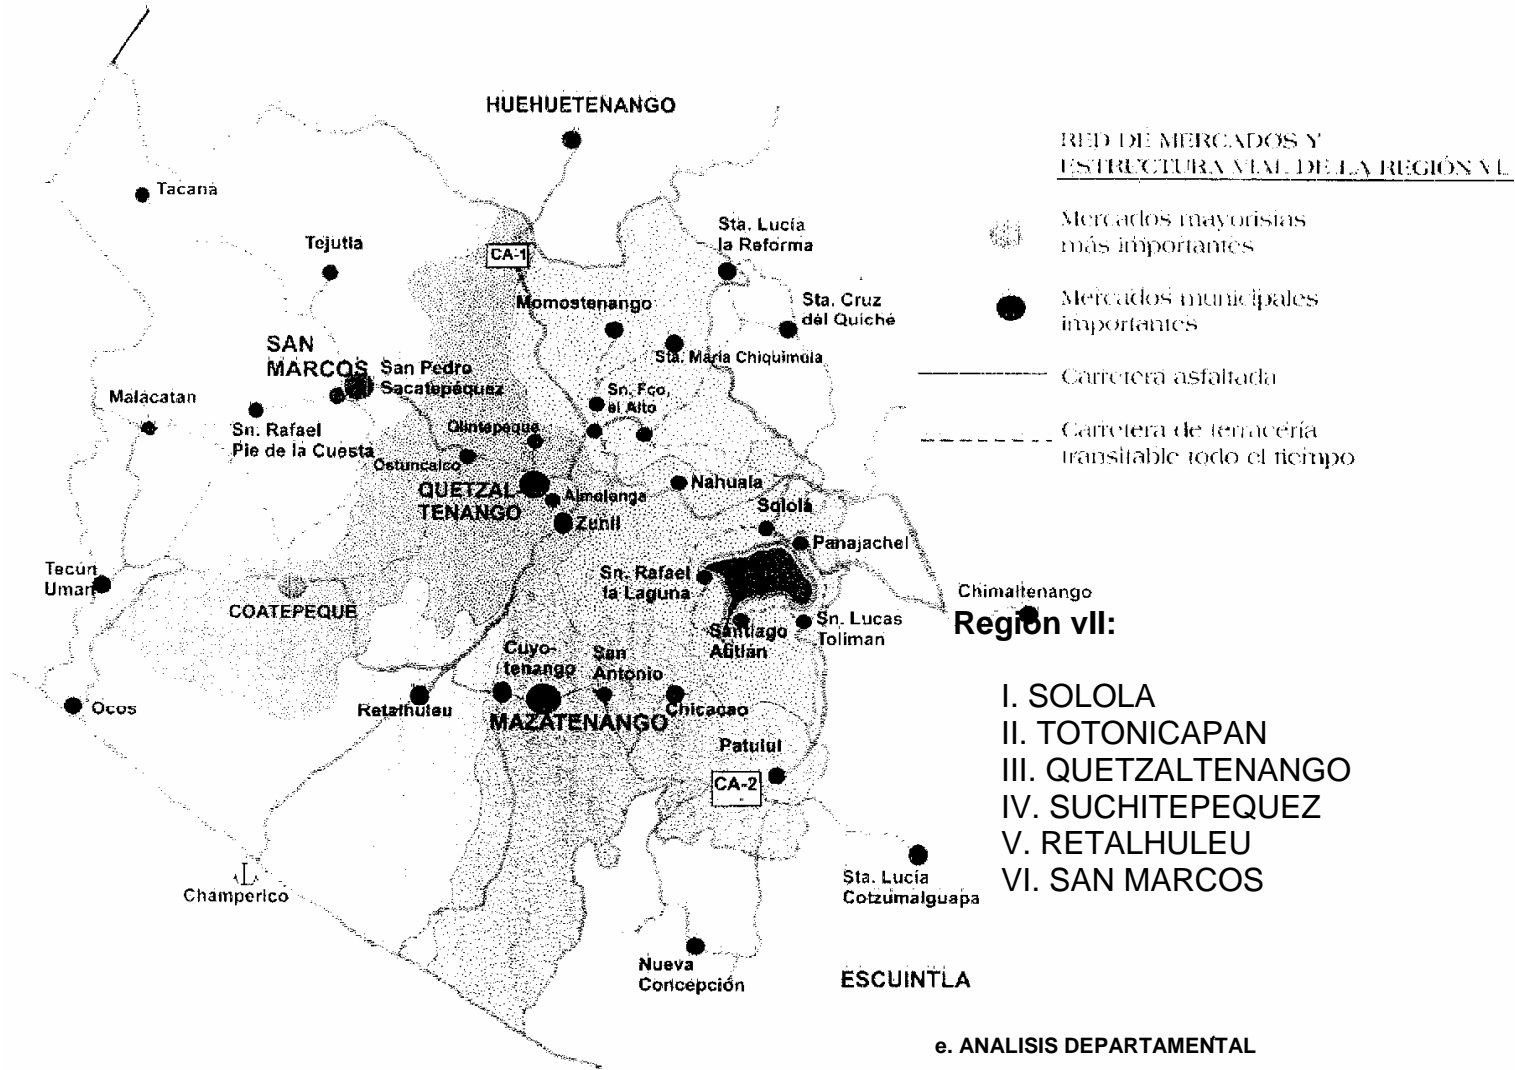 HUEHUETENANGO
Tacaná
Tejutla
CA-1
Sta. Lucía
la Reforma
Momostenango
Sta. Cruz
del Quiché
Sta. María Chiquimula
SAN
MARCOS
San Pedro
Sacatepéquez
Sn. Fco.
el Alto
Malacatan
Sn. Rafael
Pie de la Cuesta
Olintepeque
Ostuncalco
QUETZAL-
TENANGO
Almolonga
Zunil
Nahuala
Sololá
Panajachel
Tecun
Uman
COATEPEQUE
Sn. Rafael
la Laguna
Santiago
Atitlán
Sn. Lucas
Toliman
Chimaltenango
Cuyo-
tenango
San
Antonio
Ocos
Retalhuleu
MAZATENANGO
Chicacao
Patulul
CA-2
Champerico
Sta. Lucía
Cotzumalguapa
Nueva
Concepción
ESCUINTLA
RED DE MERCADOS Y
ESTRUCTURA VIAL DE LA REGIÓN VI.
Mercados mayoristas
más importantes
Mercados municipales
importantes
Carretera asfaltada
Carretera de terracería
transitable todo el tiempo
Región vII:
I. SOLOLA
II. TOTONICAPAN
III. QUETZALTENANGO
IV. SUCHITEPEQUEZ
V. RETALHULEU
VI. SAN MARCOS
e. ANALISIS DEPARTAMENTAL